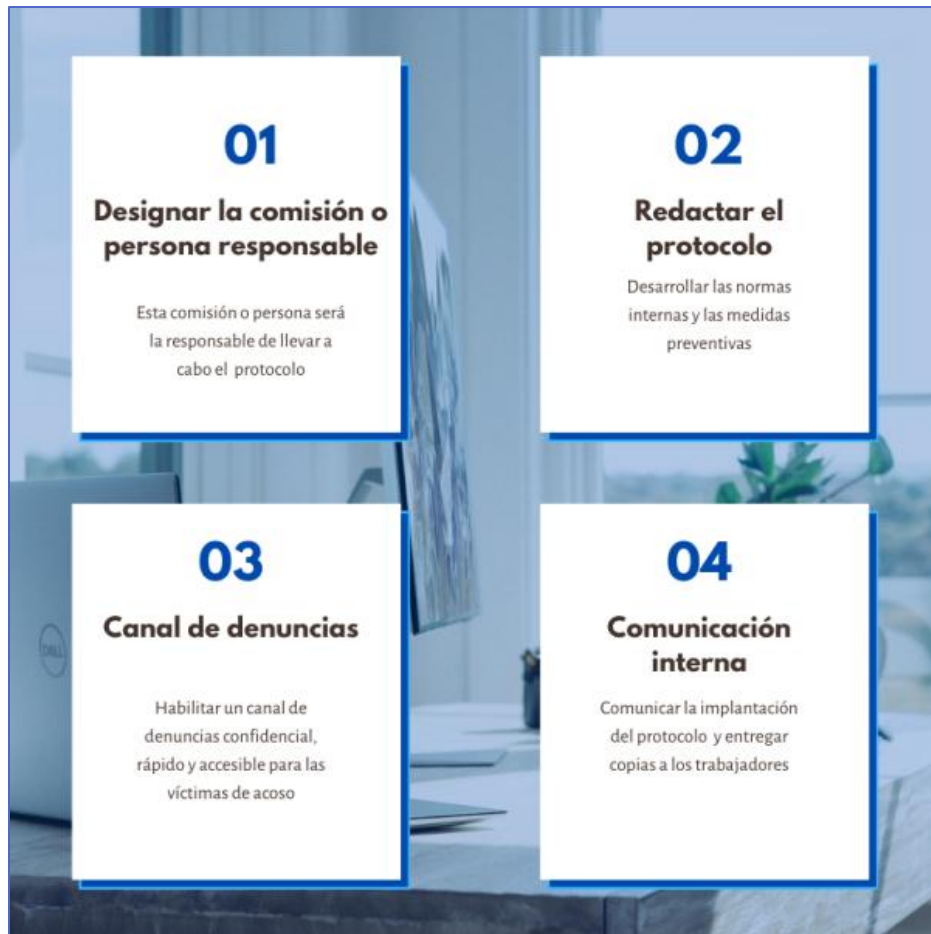 01
Designar la comisión o
persona responsable
Esta comisión o persona será
la responsable de llevar a
cabo el protocolo
02
Redactar el
protocolo
Desarrollar las normas
internas y las medidas
preventivas
03
Canal de denuncias
Habilitar un canal de
denuncias confidencial,
rápido y accesible para las
víctimas de acoso
04
Comunicación
interna
Comunicar la implantación
del protocolo y entregar
copias a los trabajadores
DELL